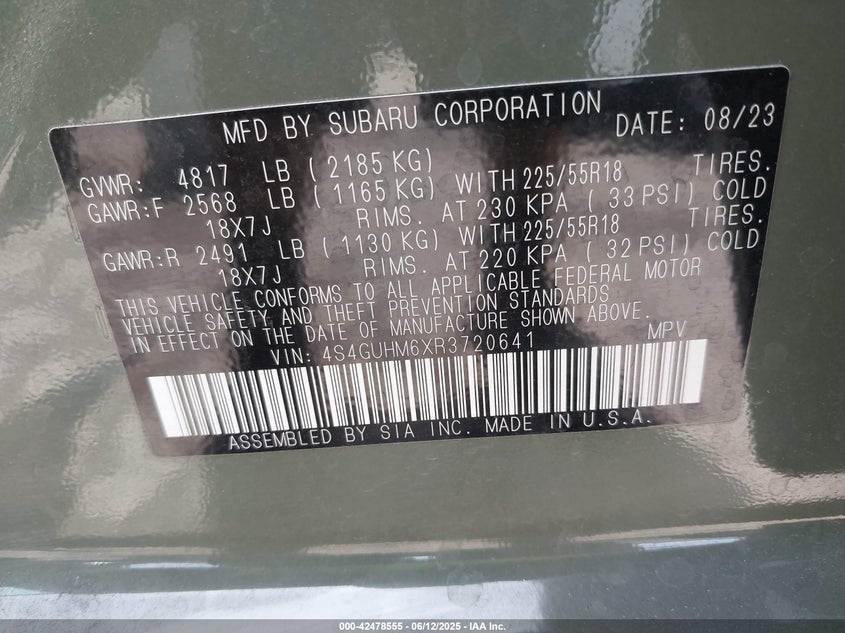 MFD BY SUBARU CORPORATION DATE: 08/23
GVWR: 4817 LB ( 2185 KG)
GAWR:F 2568 LB ( 1165 KG) WITH 225/55R18 TIRES.
18X7J RIMS. AT 230 KPA ( 33 PSI) COLD
GAWR:R 2491 LB ( 1130 KG) WITH 225/55R18 TIRES.
18X7J RIMS. AT 220 KPA ( 32 PSI) COLD
THIS VEHICLE CONFORMS TO ALL APPLICABLE FEDERAL MOTOR
VEHICLE SAFETY AND THEFT PREVENTION STANDARDS
IN EFFECT ON THE DATE OF MANUFACTURE SHOWN ABOVE.
VIN: 4S4GUHM6XR3720641 MPV
ASSEMBLED BY SIA INC. MADE IN U.S.A.
000-42478555 - 06/12/2025 - IAA Inc.